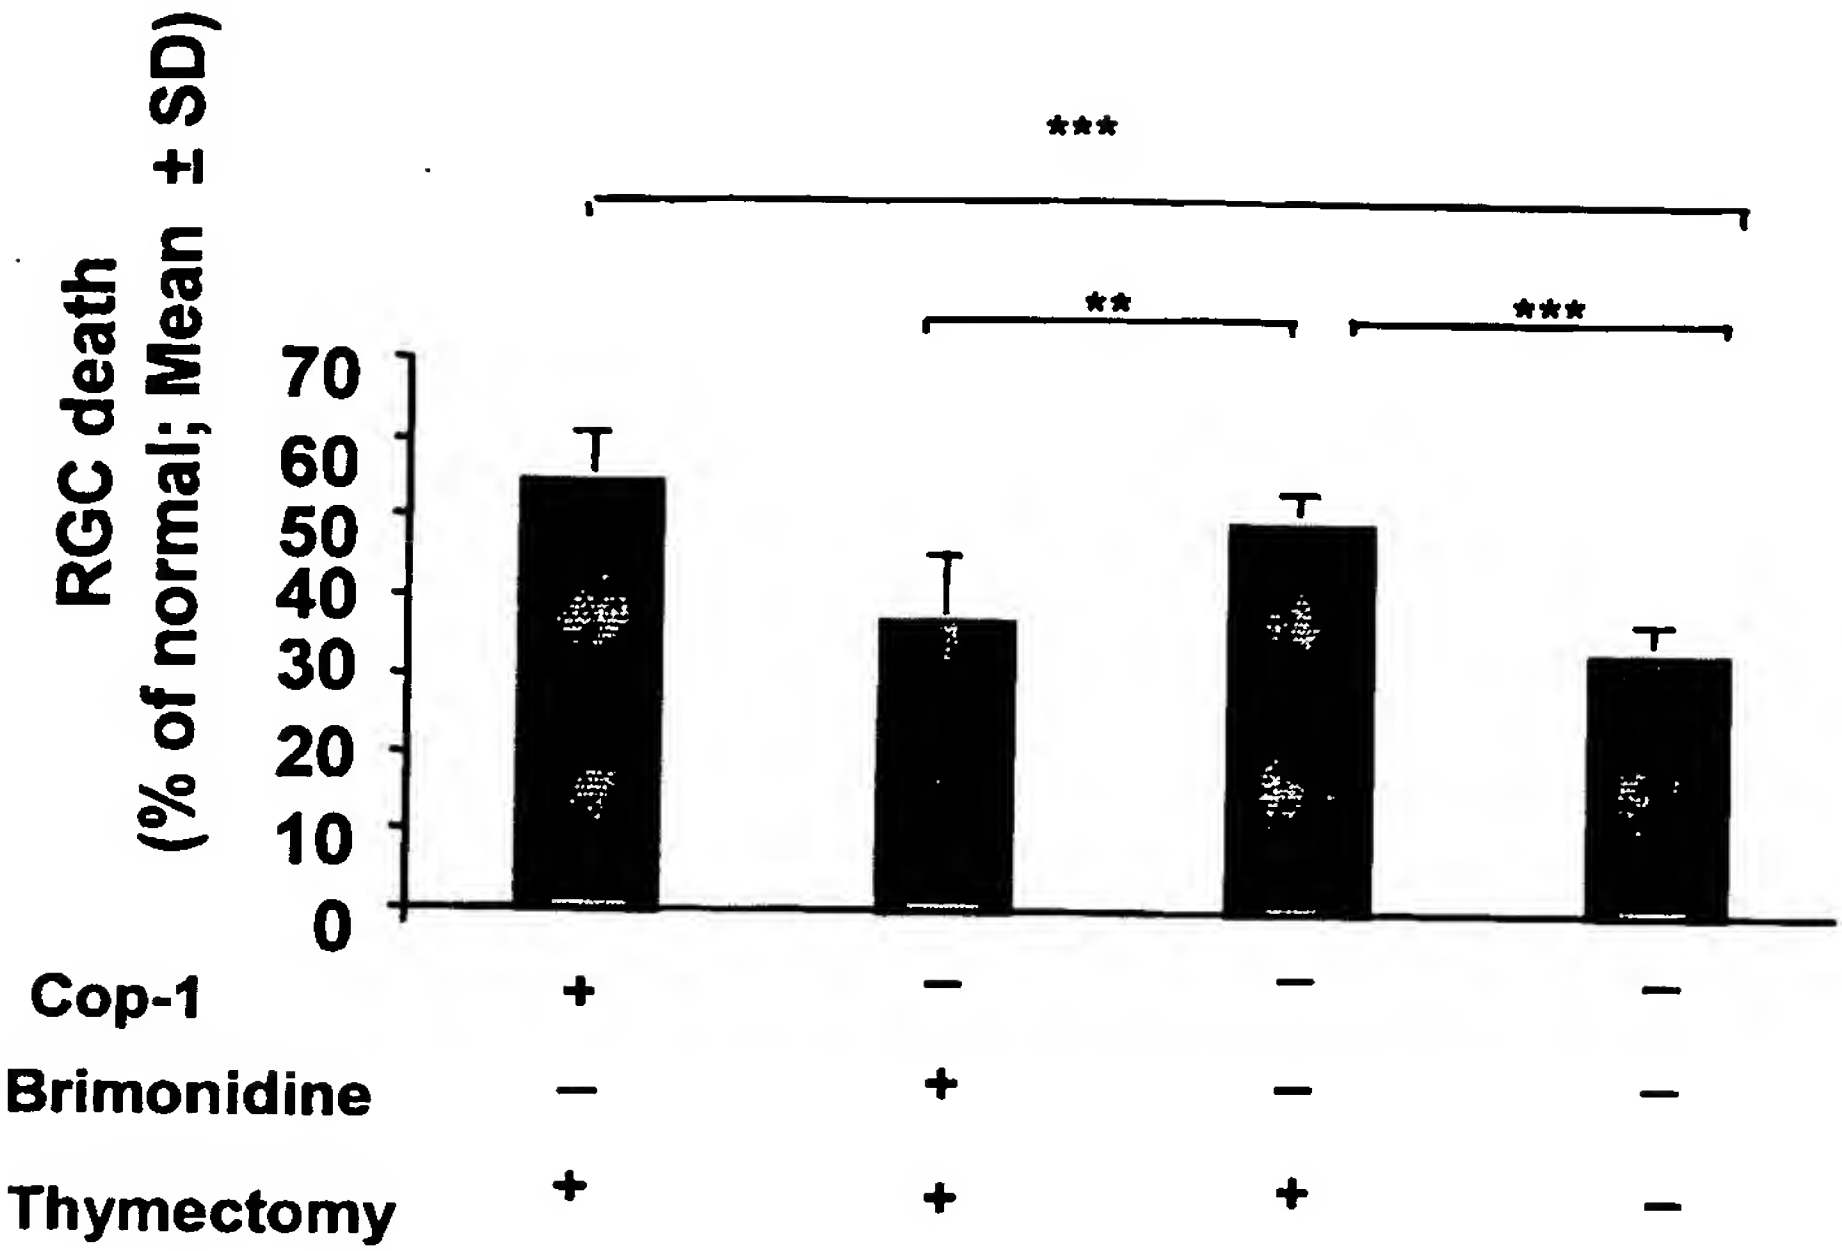 RGC death
(% of normal; Mean ± SD)
***
** ***
70
60
50
40
30
20
10
0
Cop-1 + − − −
Brimonidine − + − −
Thymectomy + + + −